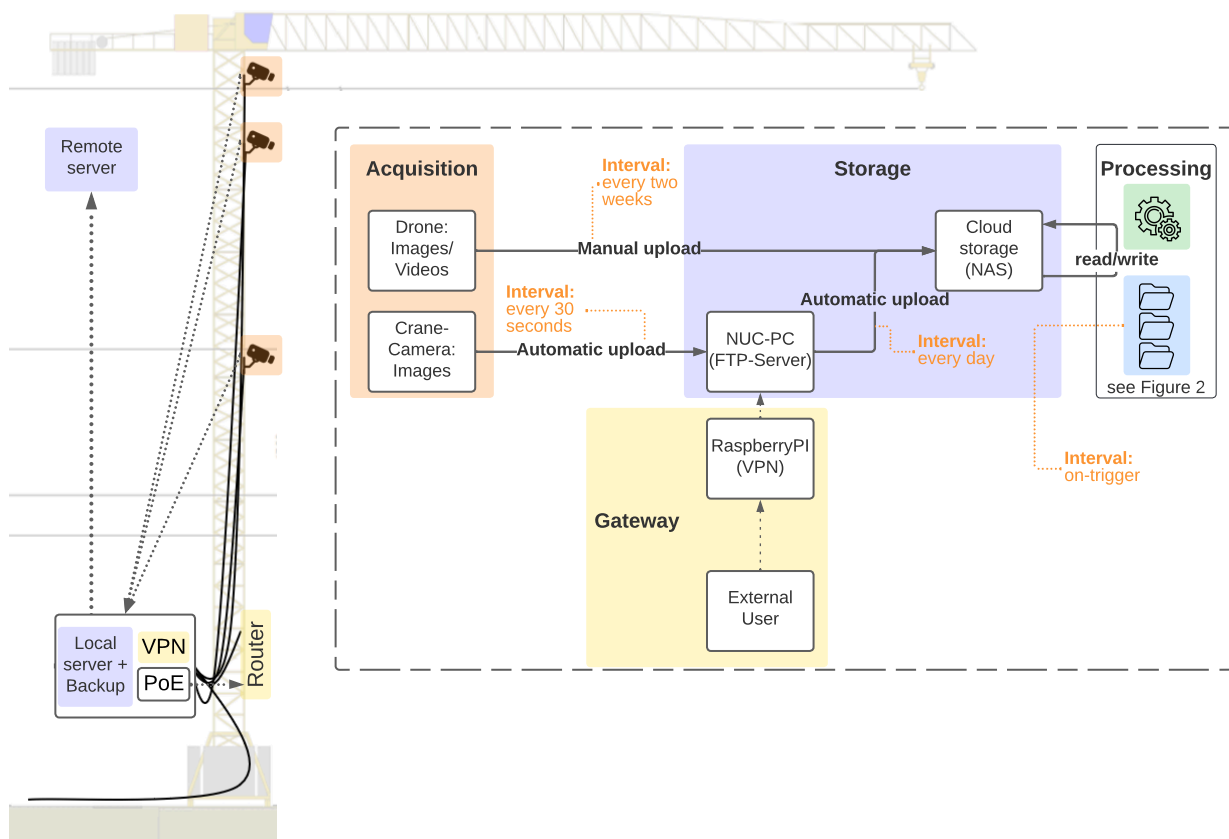 Remote
server
Local
server +
Backup
VPN
PoE
Router
Acquisition
Drone:
Images/
Videos
Crane-
Camera:
Images
Interval:
every two
weeks
Manual upload
Interval:
every 30
seconds
Automatic upload
Storage
NUC-PC
(FTP-Server)
Cloud
storage
(NAS)
Automatic upload
Interval:
every day
Processing
read/write
see Figure 2
Interval:
on-trigger
Gateway
RaspberryPI
(VPN)
External
User